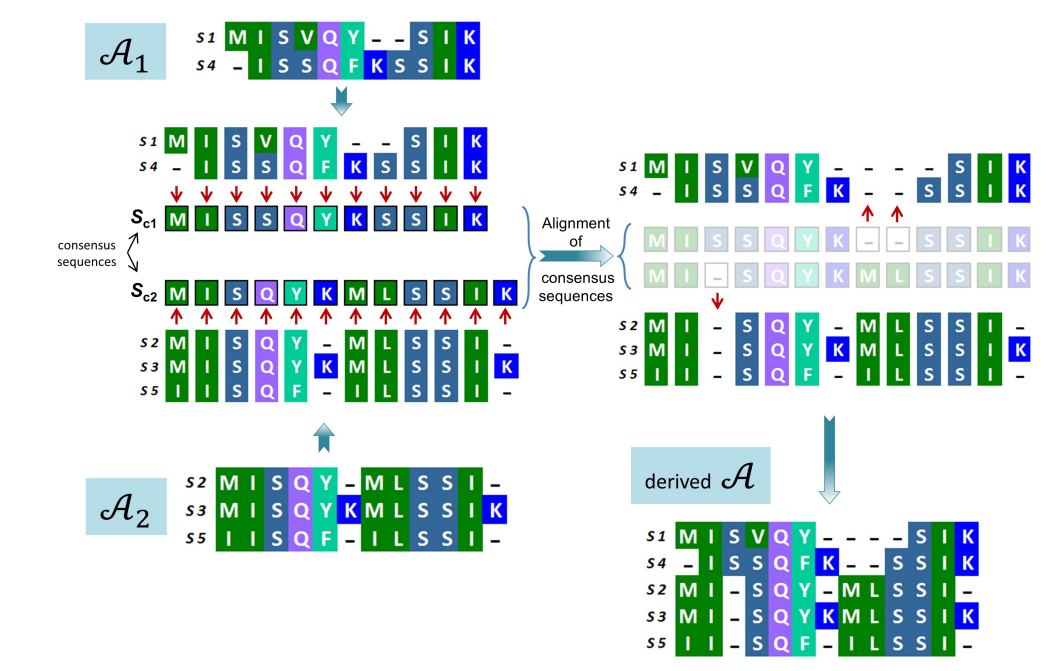 𝒜1
S1 M I S V Q Y – – S I K
S4 – I S S Q F K S S I K
S1 M I S V Q Y – – S I K
S4 – I S S Q F K S S I K
Sc1 M I S S Q Y K S S I K
consensus
sequences
Sc2 M I S Q Y K M L S S I K
S2 M I S Q Y – M L S S I –
S3 M I S Q Y K M L S S I K
S5 I I S Q F – I L S S I –
𝒜2
S2 M I S Q Y – M L S S I –
S3 M I S Q Y K M L S S I K
S5 I I S Q F – I L S S I –
Alignment
of
consensus
sequences
S1 M I S V Q Y – – – – S I K
S4 – I S S Q F K – – S S I K
M I S S Q Y K – – S S I K
M I – S Q Y K M L S S I K
S2 M I – S Q Y – M L S S I –
S3 M I – S Q Y K M L S S I K
S5 I I – S Q F – I L S S I –
derived 𝒜
S1 M I S V Q Y – – – – S I K
S4 – I S S Q F K – – S S I K
S2 M I – S Q Y – M L S S I –
S3 M I – S Q Y K M L S S I K
S5 I I – S Q F – I L S S I –